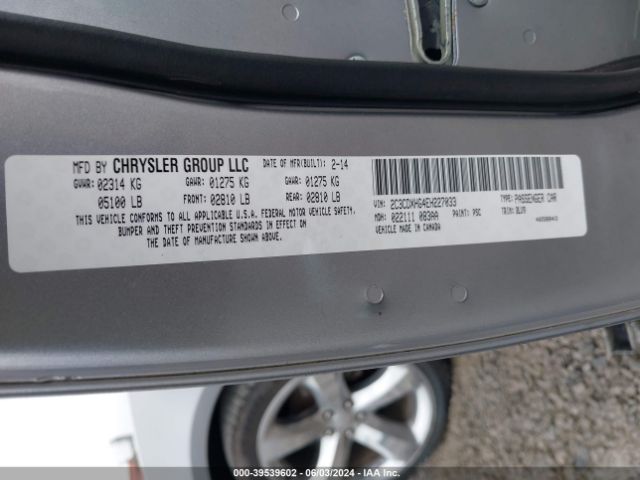 MFD BY CHRYSLER GROUP LLC DATE OF MFR(BUILT): 2-14
GVWR: 02314 KG GAWR: 01275 KG GAWR: 01275 KG
05100 LB FRONT: 02810 LB REAR: 02810 LB
THIS VEHICLE CONFORMS TO ALL APPLICABLE U.S.A. FEDERAL MOTOR VEHICLE SAFETY,
BUMPER AND THEFT PREVENTION STANDARDS IN EFFECT ON
THE DATE OF MANUFACTURE SHOWN ABOVE.
VIN: 2C3CDXHG4EH227033 TYPE: PASSENGER CAR
MDH: 022111 083AA PAINT: PSC TRIM: DLV9
VEHICLE MADE IN CANADA
000-39539602 - 06/03/2024 - IAA Inc.